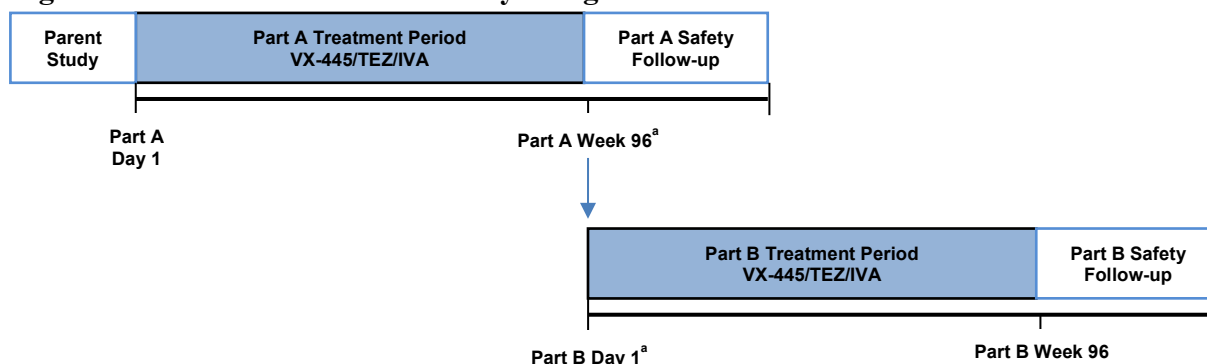 Parent
Study
Part A Treatment Period
VX-445/TEZ/IVA
Part A Safety
Follow-up
Part A
Day 1
Part A Week 96a
Part B Treatment Period
VX-445/TEZ/IVA
Part B Safety
Follow-up
Part B Day 1a
Part B Week 96